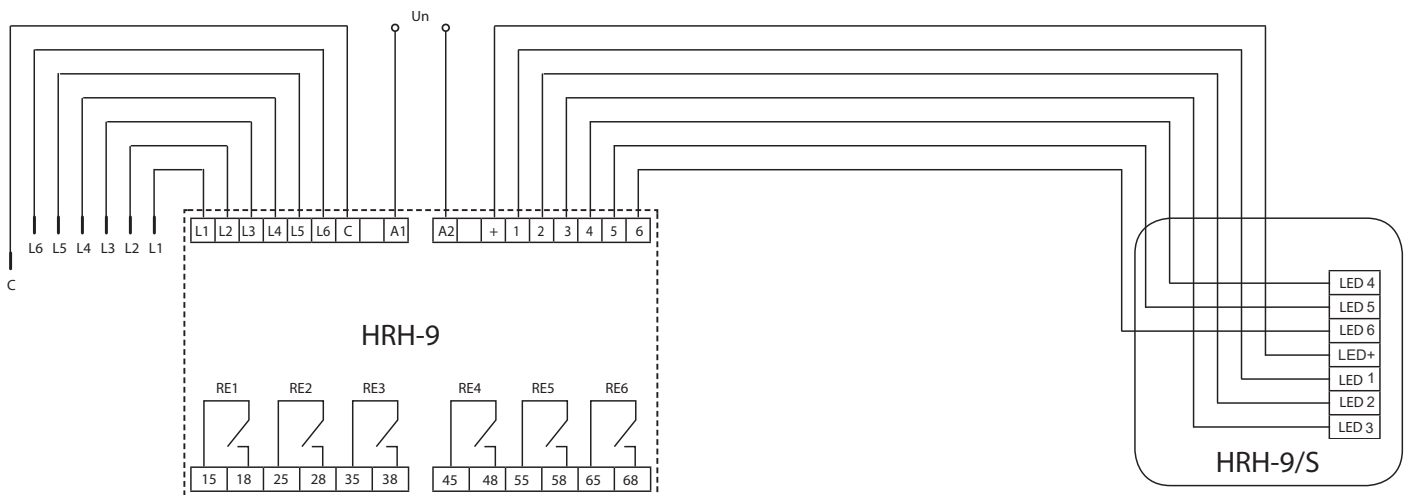 Un
L6 L5 L4 L3 L2 L1
C
L1 L2 L3 L4 L5 L6 C A1
A2 + 1 2 3 4 5 6
HRH-9
RE1 RE2 RE3 RE4 RE5 RE6
15 18 25 28 35 38
45 48 55 58 65 68
LED 4
LED 5
LED 6
LED+
LED 1
LED 2
LED 3
HRH-9/S